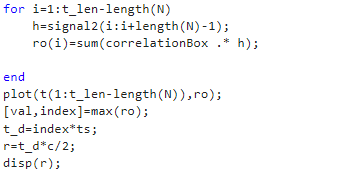 for i=1:t_len-length(N)
    h=signal2(i:i+length(N)-1);
    ro(i)=sum(correlationBox .* h);

end
plot(t(1:t_len-length(N)),ro);
[val,index]=max(ro);
t_d=index*ts;
r=t_d*c/2;
disp(r);